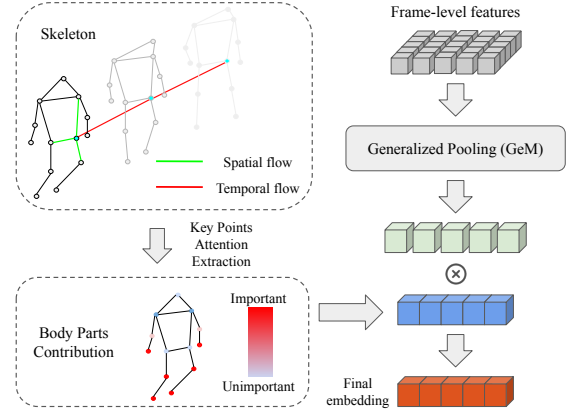 Skeleton
Spatial flow
Temporal flow
Key Points
Attention
Extraction
Body Parts
Contribution
Important
Unimportant
Frame-level features
Generalized Pooling (GeM)
Final
embedding